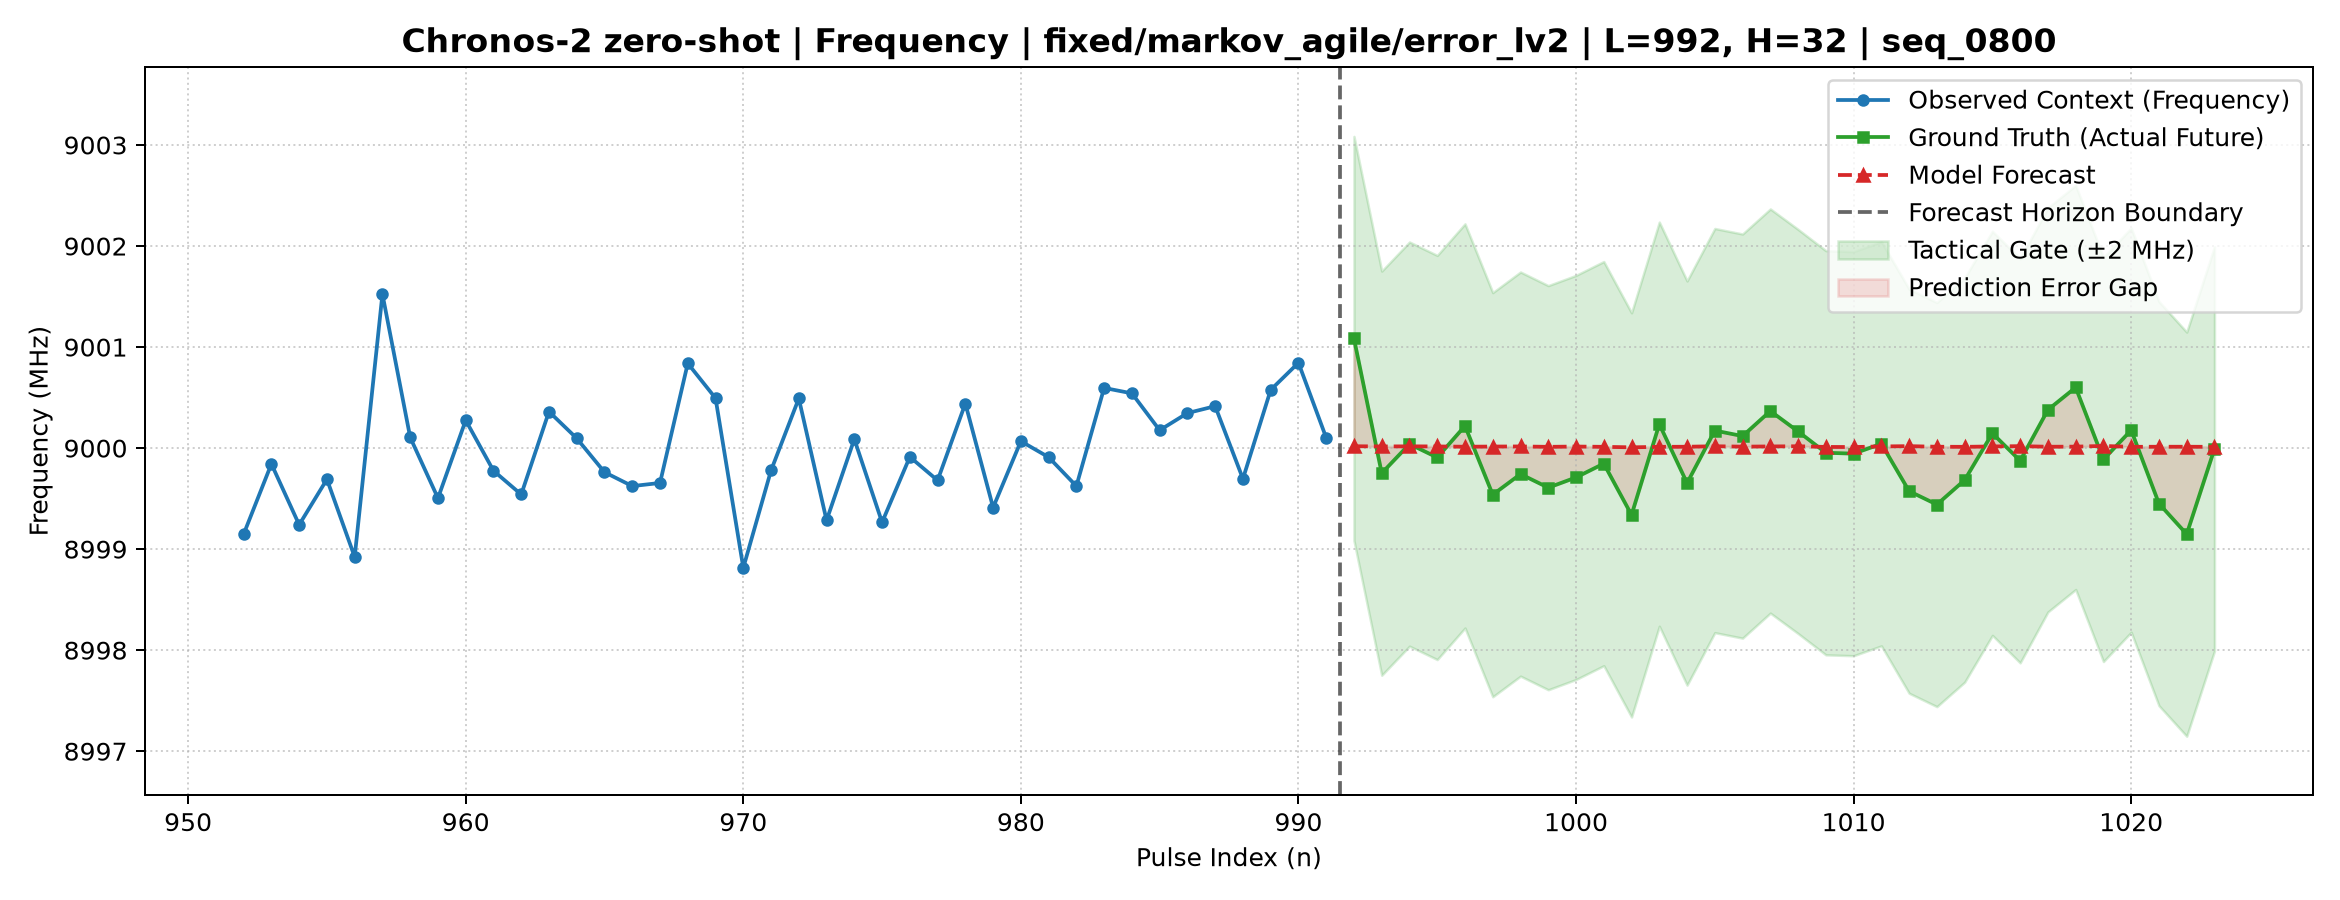 Chronos-2 zero-shot | Frequency | fixed/markov_agile/error_lv2 | L=992, H=32 | seq_0800
Observed Context (Frequency)
Ground Truth (Actual Future)
Model Forecast
Forecast Horizon Boundary
Tactical Gate (±2 MHz)
Prediction Error Gap
Frequency (MHz)
9003
9002
9001
9000
8999
8998
8997
950 960 970 980 990 1000 1010 1020
Pulse Index (n)